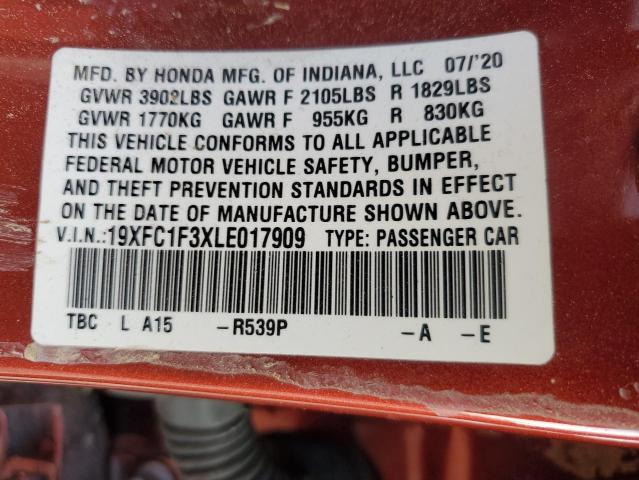 MFD. BY HONDA MFG. OF INDIANA, LLC 07/'20
GVWR 3902LBS GAWR F 2105LBS R 1829LBS
GVWR 1770KG GAWR F 955KG R 830KG
THIS VEHICLE CONFORMS TO ALL APPLICABLE
FEDERAL MOTOR VEHICLE SAFETY, BUMPER,
AND THEFT PREVENTION STANDARDS IN EFFECT
ON THE DATE OF MANUFACTURE SHOWN ABOVE.
V.I.N.:19XFC1F3XLE017909 TYPE: PASSENGER CAR
TBC L A15 -R539P -A -E